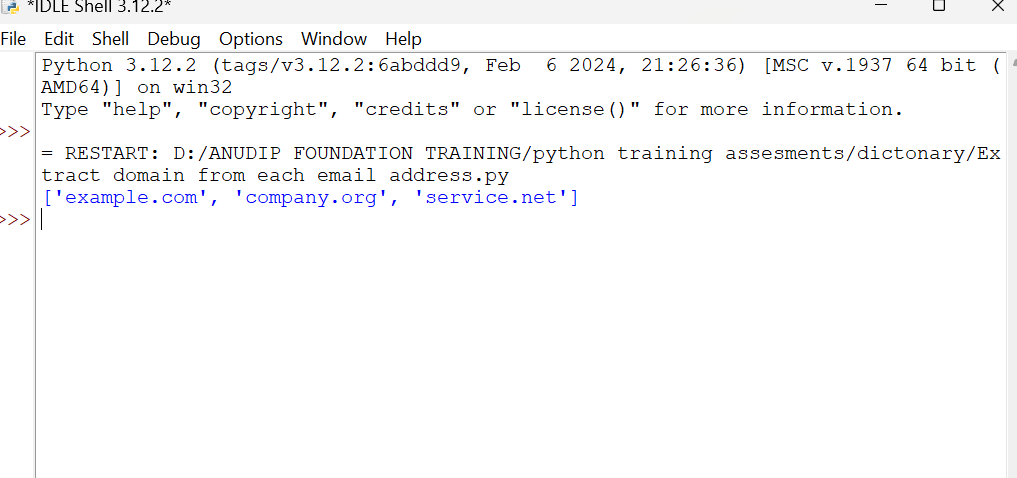 *IDLE Shell 3.12.2*
File Edit Shell Debug Options Window Help
Python 3.12.2 (tags/v3.12.2:6abddd9, Feb  6 2024, 21:26:36) [MSC v.1937 64 bit (
AMD64)] on win32
Type "help", "copyright", "credits" or "license()" for more information.
>>>
= RESTART: D:/ANUDIP FOUNDATION TRAINING/python training assesments/dictonary/Ex
tract domain from each email address.py
['example.com', 'company.org', 'service.net']
>>>